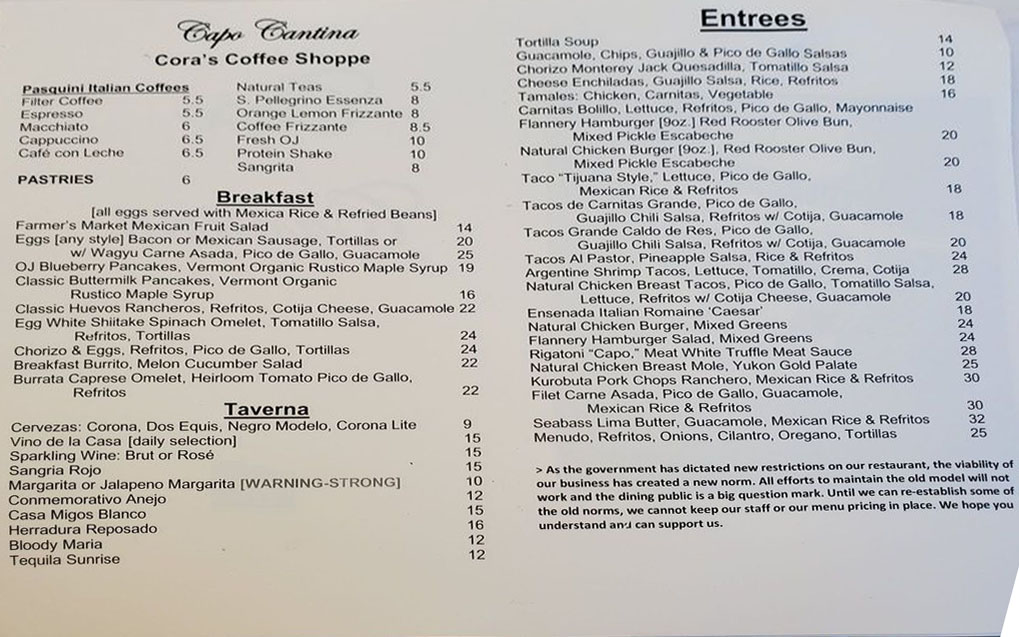 Capo Cantina
Cora's Coffee Shoppe
Pasquini Italian Coffees
Filter Coffee 5.5
Espresso 5.5
Macchiato 6
Cappuccino 6.5
Café con Leche 6.5
PASTRIES 6
Natural Teas 5.5
S. Pellegrino Essenza 8
Orange Lemon Frizzante 8
Coffee Frizzante 8.5
Fresh OJ 10
Protein Shake 10
Sangrita 8
Breakfast
[all eggs served with Mexica Rice & Refried Beans]
Farmer's Market Mexican Fruit Salad 14
Eggs [any style] Bacon or Mexican Sausage, Tortillas or 20
w/ Wagyu Carne Asada, Pico de Gallo, Guacamole 25
OJ Blueberry Pancakes, Vermont Organic Rustico Maple Syrup 19
Classic Buttermilk Pancakes, Vermont Organic
Rustico Maple Syrup 16
Classic Huevos Rancheros, Refritos, Cotija Cheese, Guacamole 22
Egg White Shiitake Spinach Omelet, Tomatillo Salsa,
Refritos, Tortillas 24
Chorizo & Eggs, Refritos, Pico de Gallo, Tortillas 24
Breakfast Burrito, Melon Cucumber Salad 22
Burrata Caprese Omelet, Heirloom Tomato Pico de Gallo,
Refritos 22
Taverna
Cervezas: Corona, Dos Equis, Negro Modelo, Corona Lite 9
Vino de la Casa [daily selection] 15
Sparkling Wine: Brut or Rosé 15
Sangria Rojo 15
Margarita or Jalapeno Margarita [WARNING-STRONG] 10
Conmemorativo Anejo 12
Casa Migos Blanco 15
Herradura Reposado 16
Bloody Maria 12
Tequila Sunrise 12
Entrees
Tortilla Soup 14
Guacamole, Chips, Guajillo & Pico de Gallo Salsas 10
Chorizo Monterey Jack Quesadilla, Tomatillo Salsa 12
Cheese Enchiladas, Guajillo Salsa, Rice, Refritos 18
Tamales: Chicken, Carnitas, Vegetable 16
Carnitas Bolillo, Lettuce, Refritos, Pico de Gallo, Mayonnaise
Flannery Hamburger [9oz.] Red Rooster Olive Bun,
Mixed Pickle Escabeche 20
Natural Chicken Burger [9oz.], Red Rooster Olive Bun,
Mixed Pickle Escabeche 20
Taco "Tijuana Style," Lettuce, Pico de Gallo,
Mexican Rice & Refritos 18
Tacos de Carnitas Grande, Pico de Gallo,
Guajillo Chili Salsa, Refritos w/ Cotija, Guacamole 18
Tacos Grande Caldo de Res, Pico de Gallo,
Guajillo Chili Salsa, Refritos w/ Cotija, Guacamole 20
Tacos Al Pastor, Pineapple Salsa, Rice & Refritos 24
Argentine Shrimp Tacos, Lettuce, Tomatillo, Crema, Cotija 28
Natural Chicken Breast Tacos, Pico de Gallo, Tomatillo Salsa,
Lettuce, Refritos w/ Cotija Cheese, Guacamole 20
Ensenada Italian Romaine 'Caesar' 18
Natural Chicken Burger, Mixed Greens 24
Flannery Hamburger Salad, Mixed Greens 24
Rigatoni "Capo," Meat White Truffle Meat Sauce 28
Natural Chicken Breast Mole, Yukon Gold Palate 25
Kurobuta Pork Chops Ranchero, Mexican Rice & Refritos 30
Filet Carne Asada, Pico de Gallo, Guacamole,
Mexican Rice & Refritos 30
Seabass Lima Butter, Guacamole, Mexican Rice & Refritos 32
Menudo, Refritos, Onions, Cilantro, Oregano, Tortillas 25
> As the government has dictated new restrictions on our restaurant, the viability of
our business has created a new norm. All efforts to maintain the old model will not
work and the dining public is a big question mark. Until we can re-establish some of
the old norms, we cannot keep our staff or our menu pricing in place. We hope you
understand and can support us.